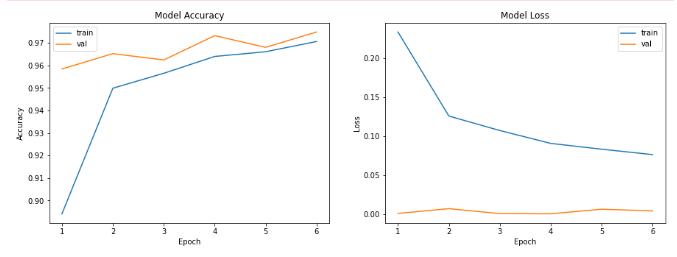 Model Accuracy
train
val
0.97
0.96
0.95
0.94
0.93
0.92
0.91
0.90
Accuracy
1 2 3 4 5 6
Epoch
Model Loss
train
val
0.20
0.15
0.10
0.05
0.00
Loss
1 2 3 4 5 6
Epoch